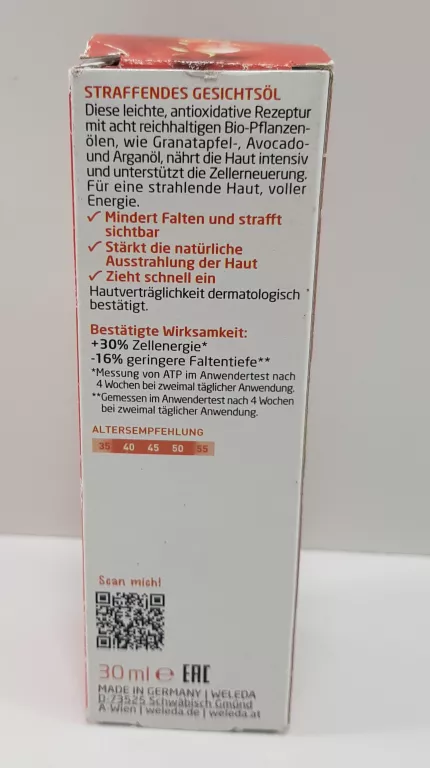 STRAFFENDES GESICHTSÖL
Diese leichte, antioxidative Rezeptur
mit acht reichhaltigen Bio-Pflanzen-
ölen, wie Granatapfel-, Avocado-
und Arganöl, nährt die Haut intensiv
und unterstützt die Zellerneuerung.
Für eine strahlende Haut, voller
Energie.
✓ Mindert Falten und strafft
sichtbar
✓ Stärkt die natürliche
Ausstrahlung der Haut
✓ Zieht schnell ein
Hautverträglichkeit dermatologisch
bestätigt.
Bestätigte Wirksamkeit:
+30% Zellenergie*
-16% geringere Faltentiefe**
*Messung von ATP im Anwendertest nach
4 Wochen bei zweimal täglicher Anwendung.
**Gemessen im Anwendertest nach 4 Wochen
bei zweimal täglicher Anwendung.
ALTERSEMPFEHLUNG
35 40 45 50 55
Scan mich!
30 ml e EAC
MADE IN GERMANY | WELEDA
D-73525 Schwäbisch Gmünd
A-Wien | weleda.de | weleda.at